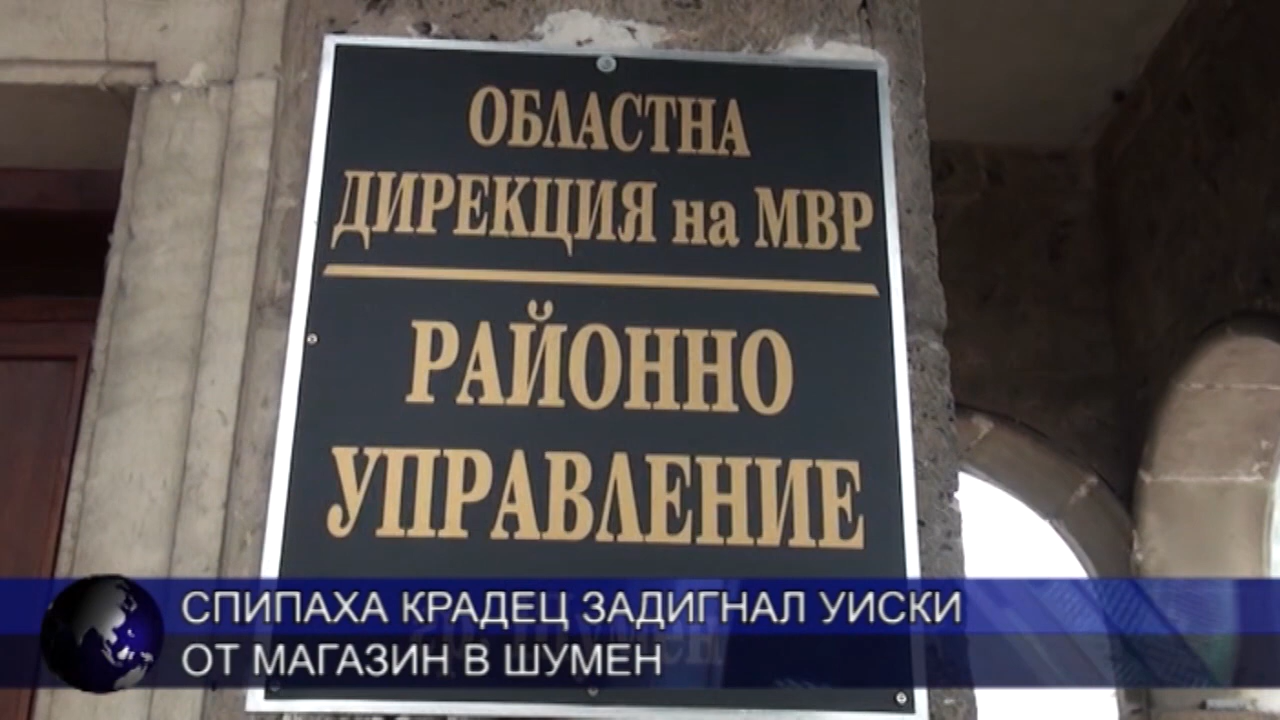 ОБЛАСТНА
ДИРЕКЦИЯ на МВР
РАЙОННО
УПРАВЛЕНИЕ
СПИПАХА КРАДЕЦ ЗАДИГНАЛ УИСКИ
ОТ МАГАЗИН В ШУМЕН